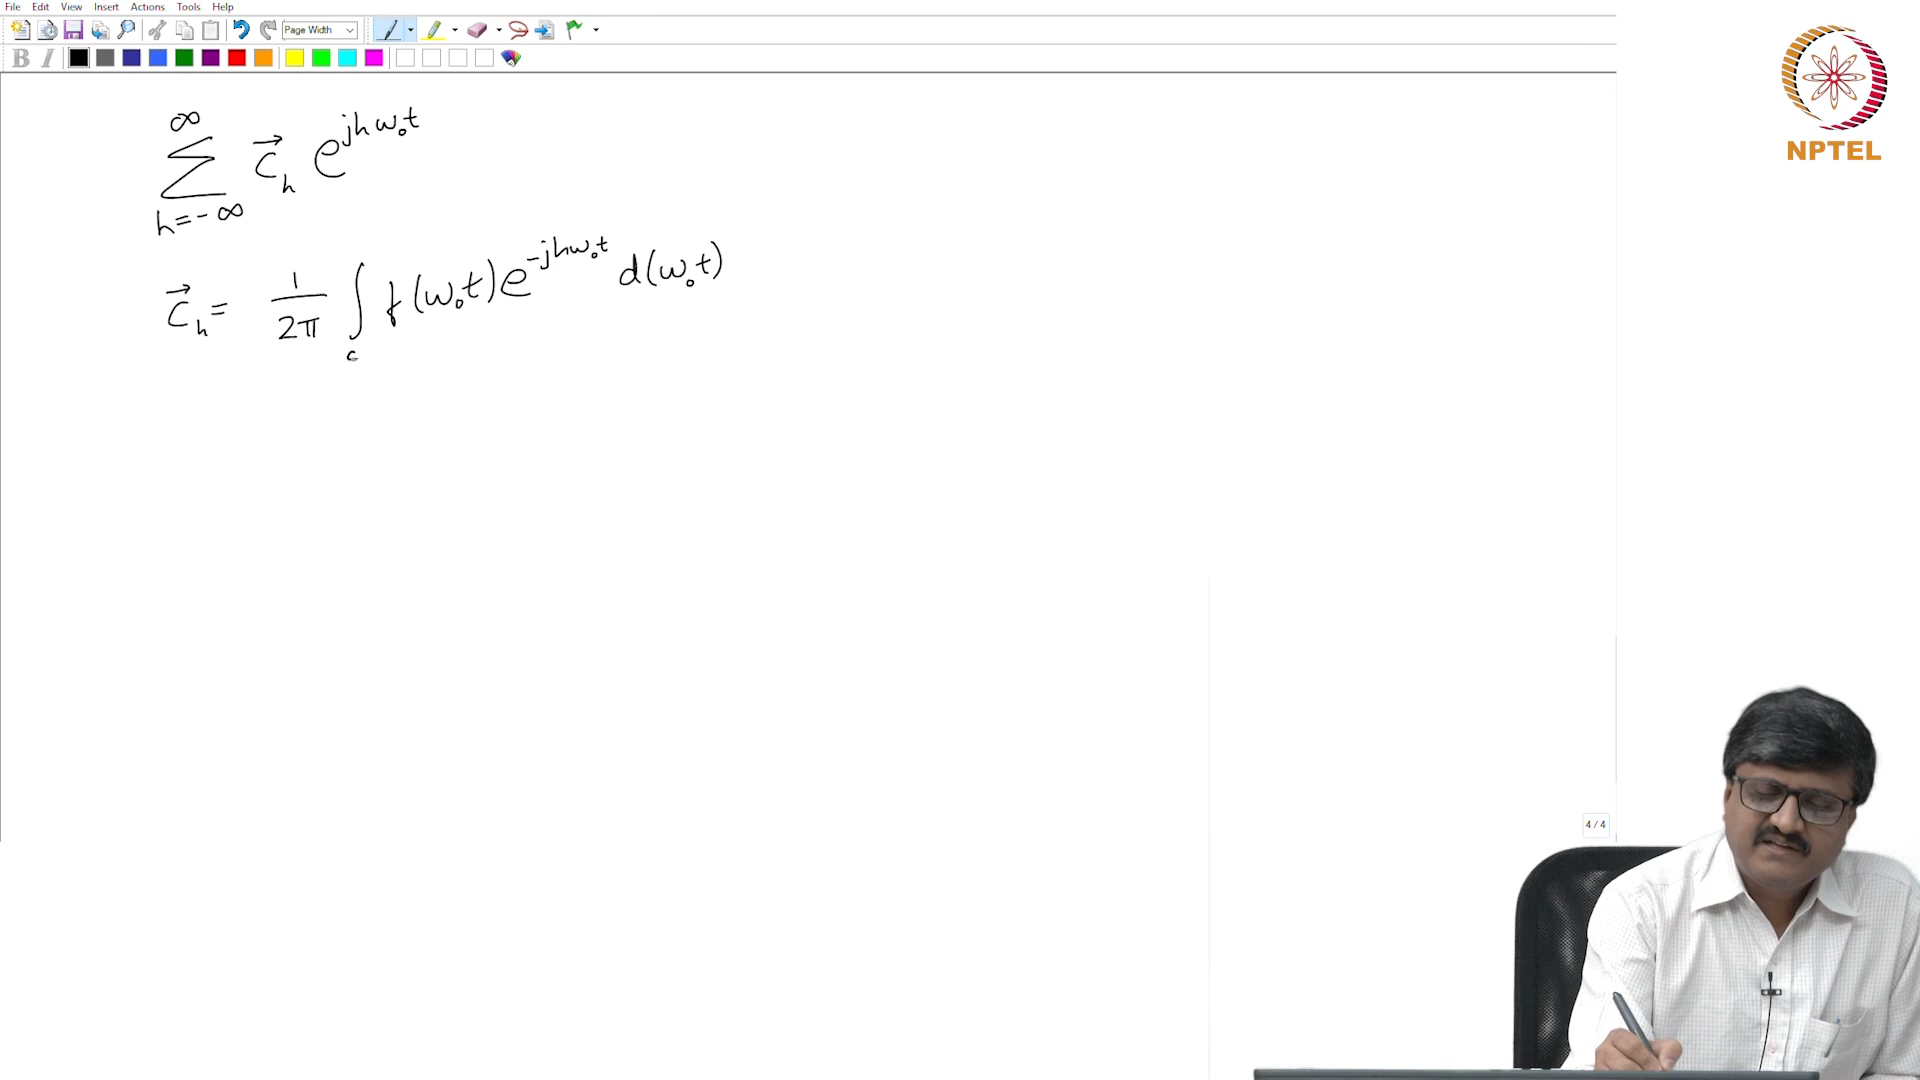 File Edit View Insert Actions Tools Help
Page Width
B I
∞
∑ c⃗ₕ e^{jhω₀t}
h=-∞
c⃗ₕ = 1/2π ∫ f(ω₀t) e^{-jhω₀t} d(ω₀t)
4 / 4
NPTEL